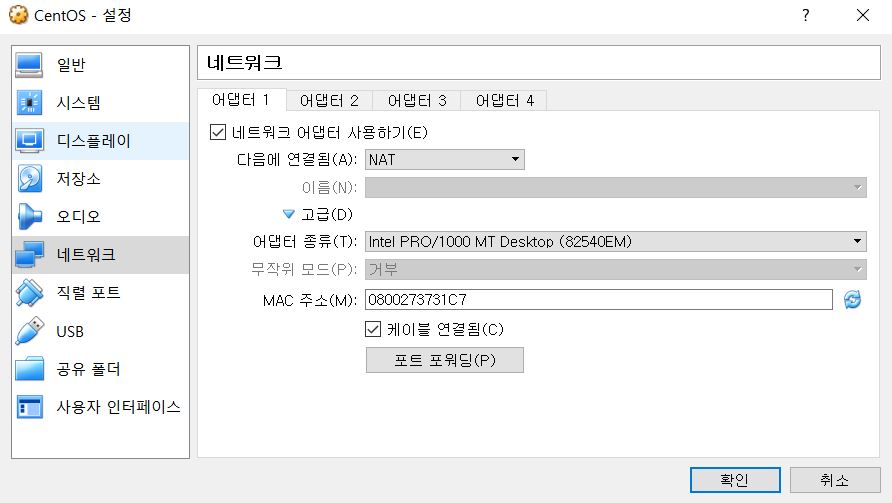 CentOS - 설정
?
일반
시스템
디스플레이
저장소
오디오
네트워크
직렬 포트
USB
공유 폴더
사용자 인터페이스
네트워크
어댑터 1 어댑터 2 어댑터 3 어댑터 4
네트워크 어댑터 사용하기(E)
다음에 연결됨(A): NAT
이름(N):
고급(D)
어댑터 종류(T): Intel PRO/1000 MT Desktop (82540EM)
무작위 모드(P): 거부
MAC 주소(M): 0800273731C7
케이블 연결됨(C)
포트 포워딩(P)
확인 취소